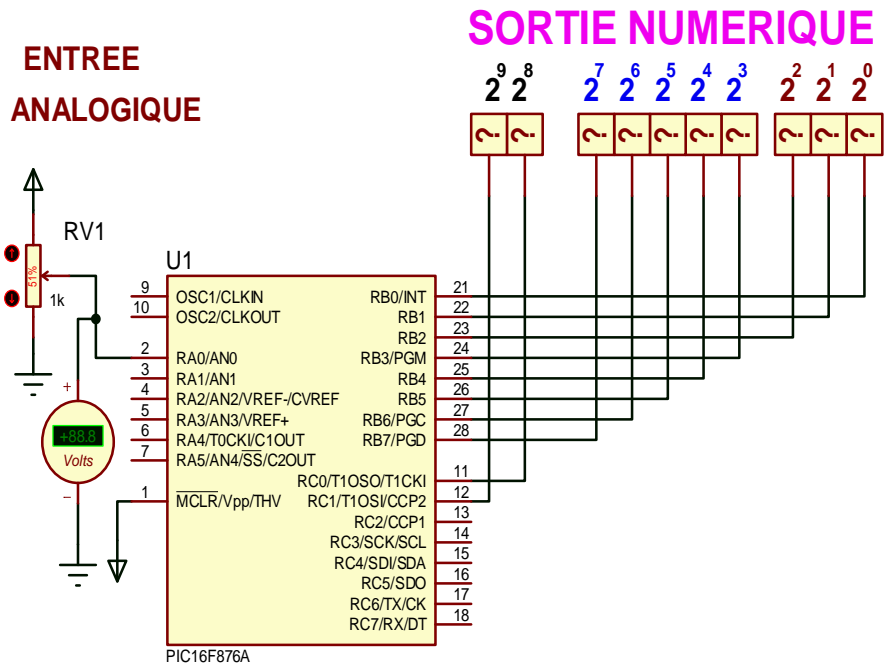 SORTIE NUMERIQUE
ENTREE
ANALOGIQUE
2^9 2^8 2^7 2^6 2^5 2^4 2^3 2^2 2^1 2^0
? ? ? ? ? ? ? ? ? ?
RV1
51%
1k
U1
9 OSC1/CLKIN RB0/INT 21
10 OSC2/CLKOUT RB1 22
RB2 23
2 RA0/AN0 RB3/PGM 24
3 RA1/AN1 RB4 25
4 RA2/AN2/VREF-/CVREF RB5 26
5 RA3/AN3/VREF+ RB6/PGC 27
6 RA4/T0CKI/C1OUT RB7/PGD 28
7 RA5/AN4/SS/C2OUT
RC0/T1OSO/T1CKI 11
1 MCLR/Vpp/THV RC1/T1OSI/CCP2 12
RC2/CCP1 13
RC3/SCK/SCL 14
RC4/SDI/SDA 15
RC5/SDO 16
RC6/TX/CK 17
RC7/RX/DT 18
+
+88.8
Volts
−
PIC16F876A